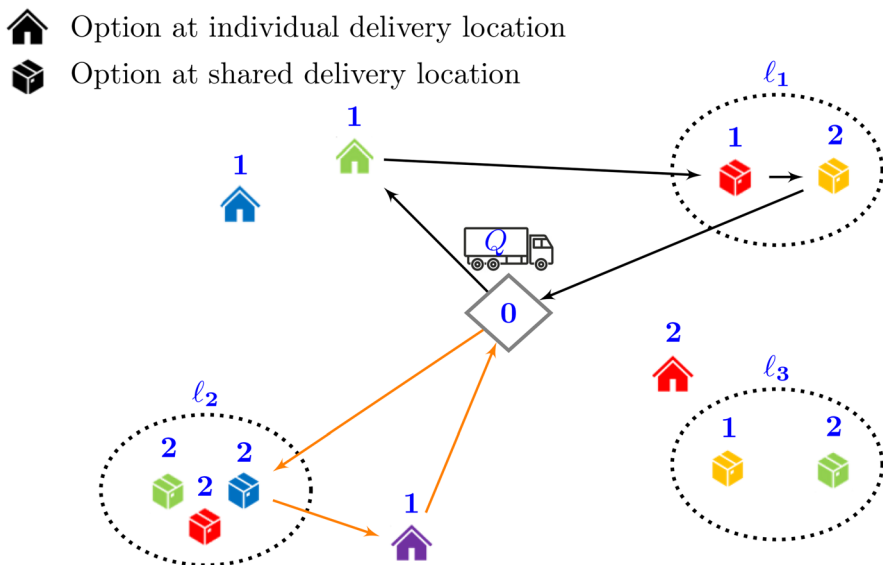 Option at individual delivery location
Option at shared delivery location
ℓ₁
1
1 2
1
Q
0
2
ℓ₃
ℓ₂
1 2
2 2
2
1